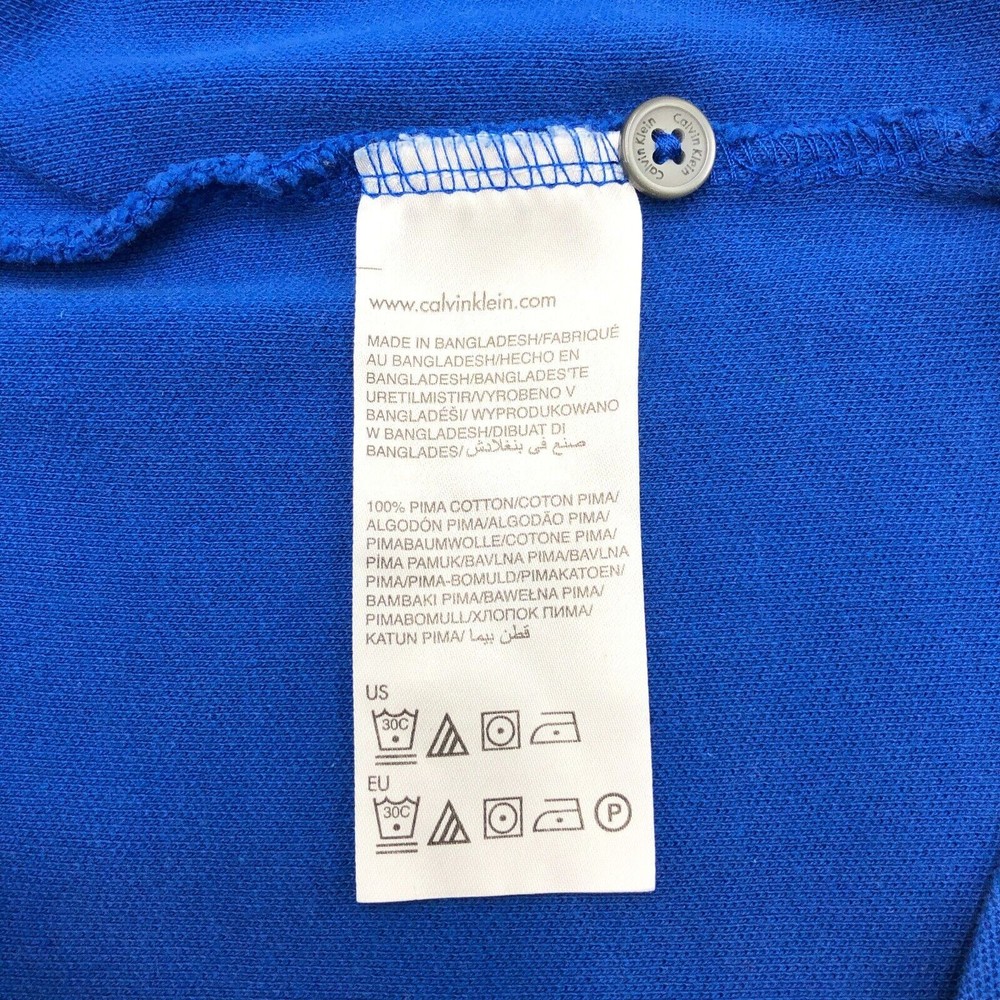 Calvin Klein
Calvin Klein
www.calvinklein.com
MADE IN BANGLADESH/FABRIQUÉ
AU BANGLADESH/HECHO EN
BANGLADESH/BANGLADES'TE
URETILMISTIR/VYROBENO V
BANGLADÉŠI/ WYPRODUKOWANO
W BANGLADESH/DIBUAT DI
BANGLADES/ صنع في بنغلادش
100% PIMA COTTON/COTON PIMA/
ALGODÓN PIMA/ALGODÃO PIMA/
PIMABAUMWOLLE/COTONE PIMA/
PİMA PAMUK/BAVLNA PIMA/BAVLNA
PIMA/PIMA-BOMULD/PIMAKATOEN/
BAMBAKI PIMA/BAWEŁNA PIMA/
PIMABOMULL/ХЛОПОК ПИМА/
KATUN PIMA/ قطن بيما
US
30C
EU
30C P